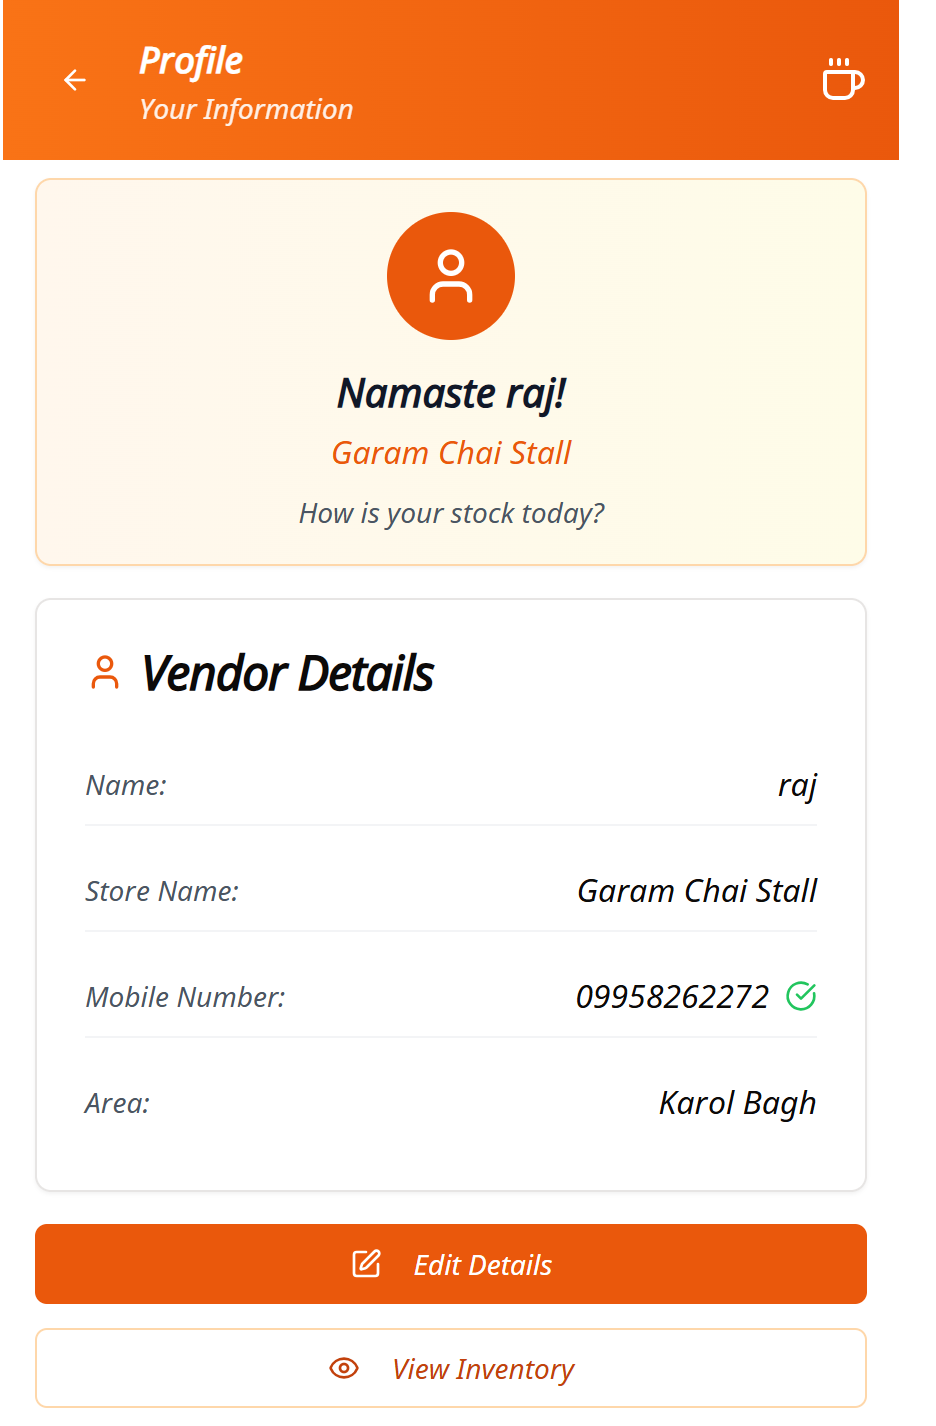 Profile
Your Information
Namaste raj!
Garam Chai Stall
How is your stock today?
Vendor Details
Name: raj
Store Name: Garam Chai Stall
Mobile Number: 09958262272
Area: Karol Bagh
Edit Details
View Inventory